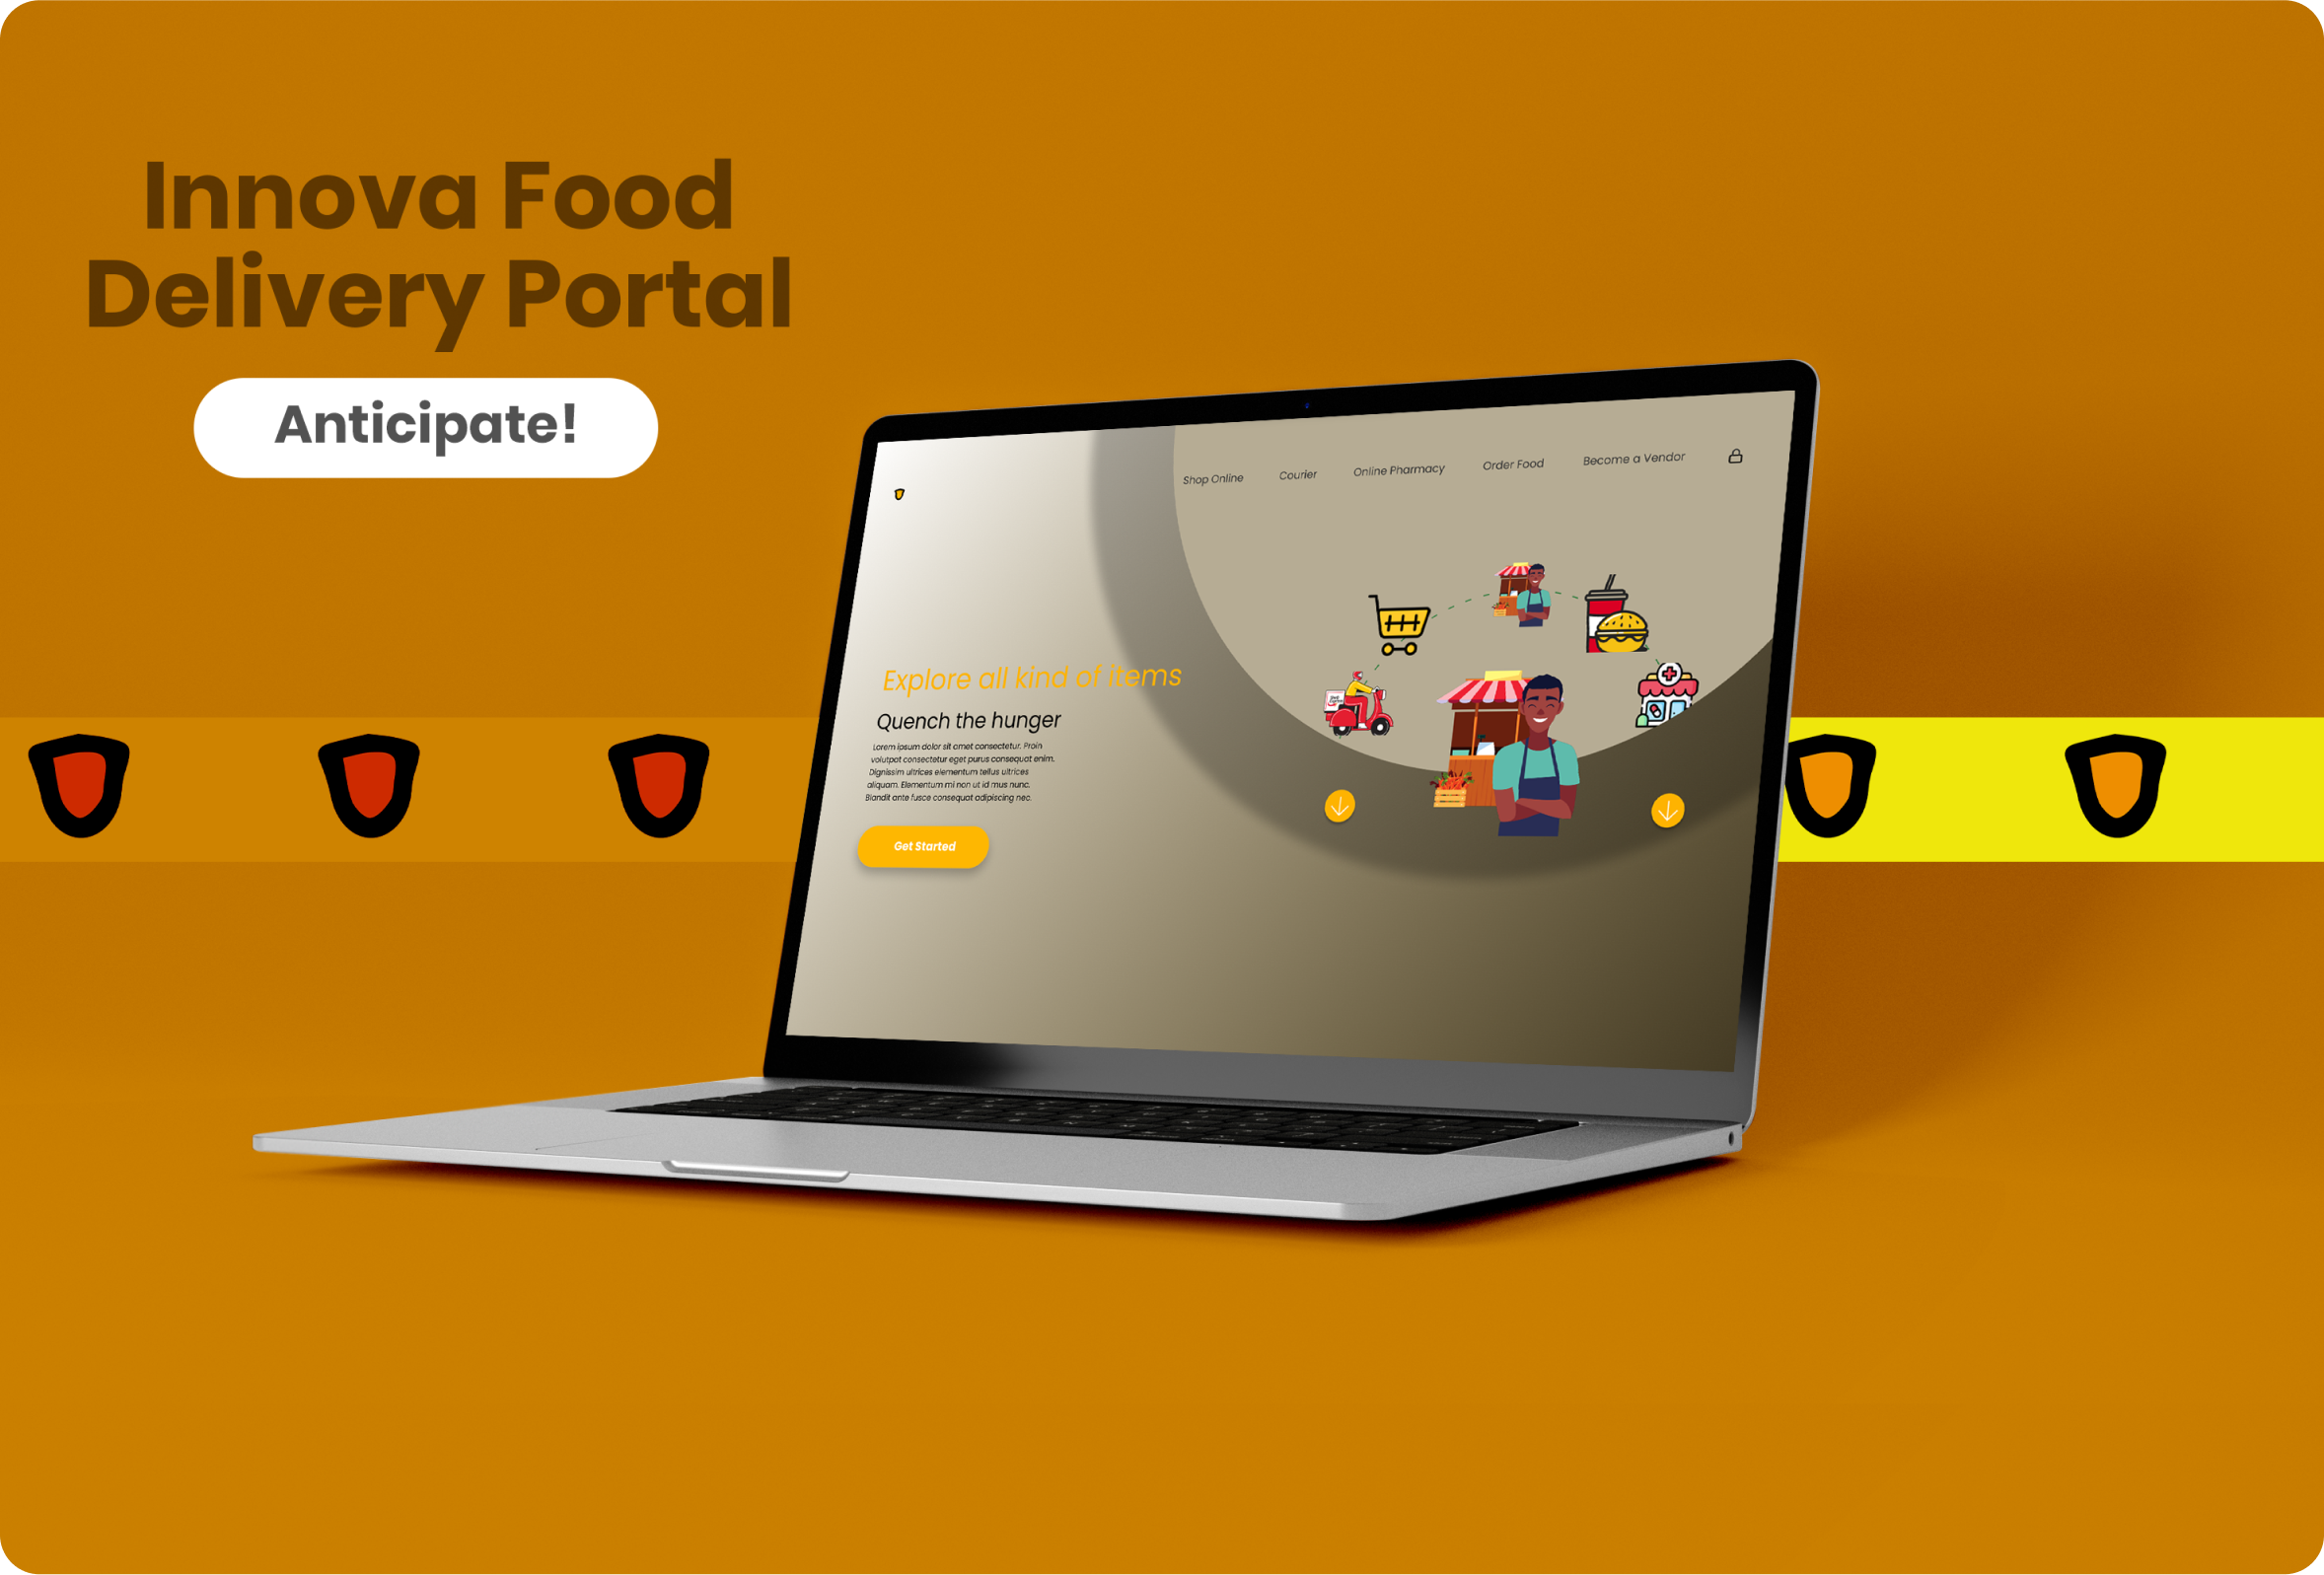 Innova Food
Delivery Portal
Anticipate!
Shop Online
Courier
Online Pharmacy
Order Food
Become a Vendor
Explore all kind of items
Quench the hunger
Lorem ipsum dolor sit amet consectetur. Proin
volutpat consectetur eget purus consequat enim.
Dignissim ultrices elementum tellus ultrices
aliquam. Elementum mi non ut id mus nunc.
Blandit ante fusce consequat adipiscing nec.
Get Started